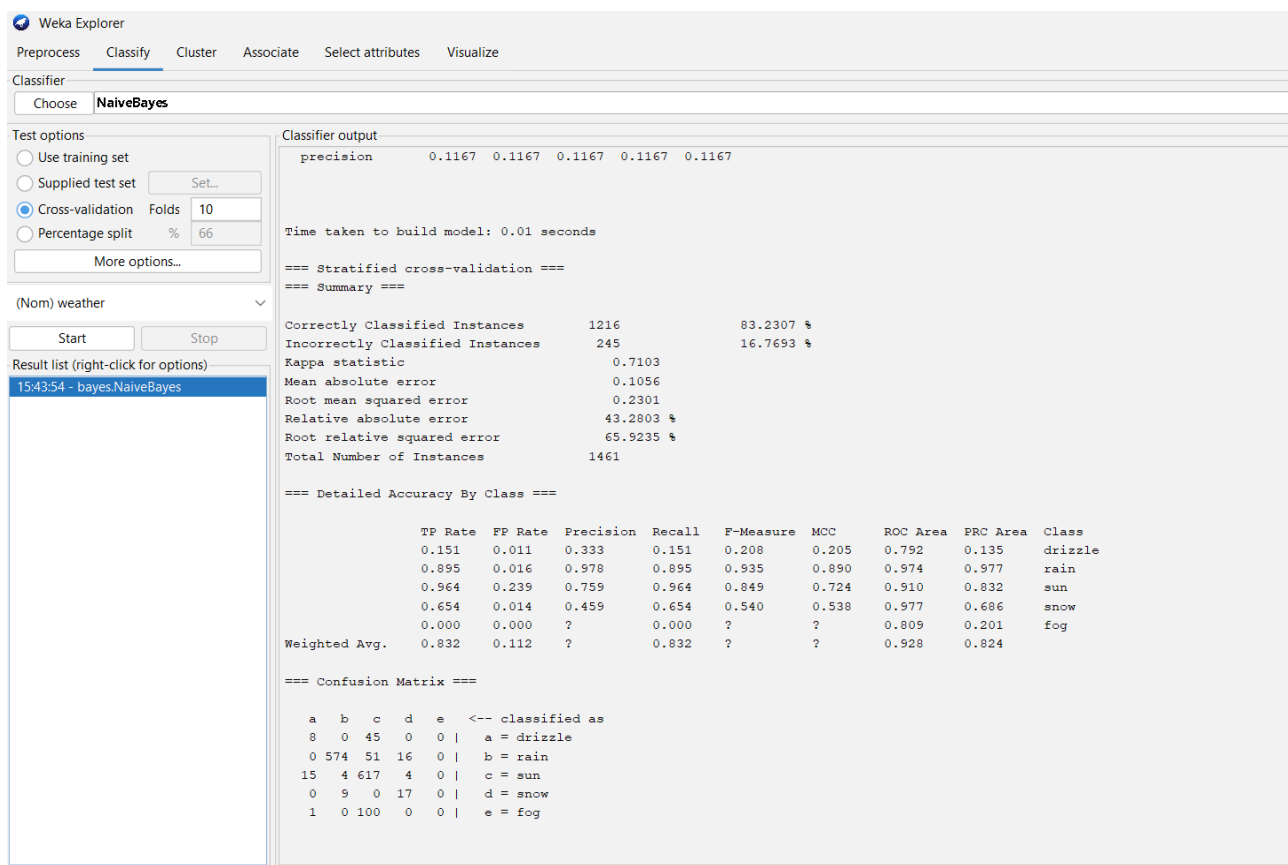 Weka Explorer
Preprocess Classify Cluster Associate Select attributes Visualize
Classifier
Choose NaiveBayes
Test options
Use training set
Supplied test set Set...
Cross-validation Folds 10
Percentage split % 66
More options...
(Nom) weather
Start Stop
Result list (right-click for options)
15:43:54 - bayes.NaiveBayes
Classifier output
precision 0.1167 0.1167 0.1167 0.1167 0.1167
Time taken to build model: 0.01 seconds
=== Stratified cross-validation ===
=== Summary ===
Correctly Classified Instances 1216 83.2307 %
Incorrectly Classified Instances 245 16.7693 %
Kappa statistic 0.7103
Mean absolute error 0.1056
Root mean squared error 0.2301
Relative absolute error 43.2803 %
Root relative squared error 65.9235 %
Total Number of Instances 1461
=== Detailed Accuracy By Class ===
TP Rate FP Rate Precision Recall F-Measure MCC ROC Area PRC Area Class
0.151 0.011 0.333 0.151 0.208 0.205 0.792 0.135 drizzle
0.895 0.016 0.978 0.895 0.935 0.890 0.974 0.977 rain
0.964 0.239 0.759 0.964 0.849 0.724 0.910 0.832 sun
0.654 0.014 0.459 0.654 0.540 0.538 0.977 0.686 snow
0.000 0.000 ? 0.000 ? ? 0.809 0.201 fog
Weighted Avg. 0.832 0.112 ? 0.832 ? ? 0.928 0.824
=== Confusion Matrix ===
a b c d e <-- classified as
8 0 45 0 0 | a = drizzle
0 574 51 16 0 | b = rain
15 4 617 4 0 | c = sun
0 9 0 17 0 | d = snow
1 0 100 0 0 | e = fog